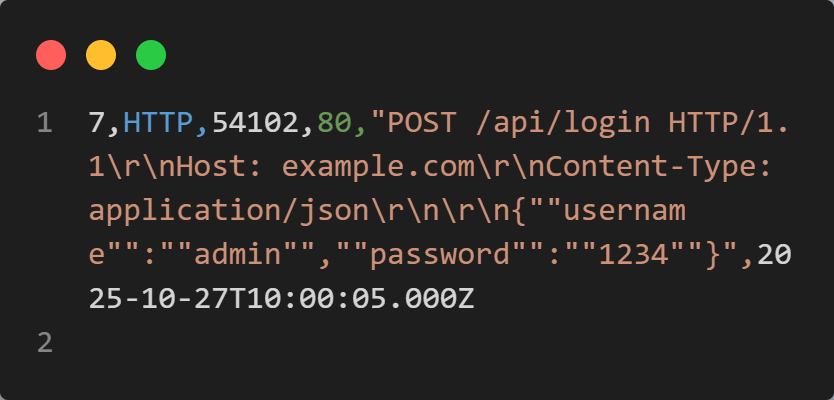 1 7,HTTP,54102,80,"POST /api/login HTTP/1.
1\r\nHost: example.com\r\nContent-Type:
application/json\r\n\r\n{""usernam
e"":""admin"",""password"":""1234""}",20
25-10-27T10:00:05.000Z
2